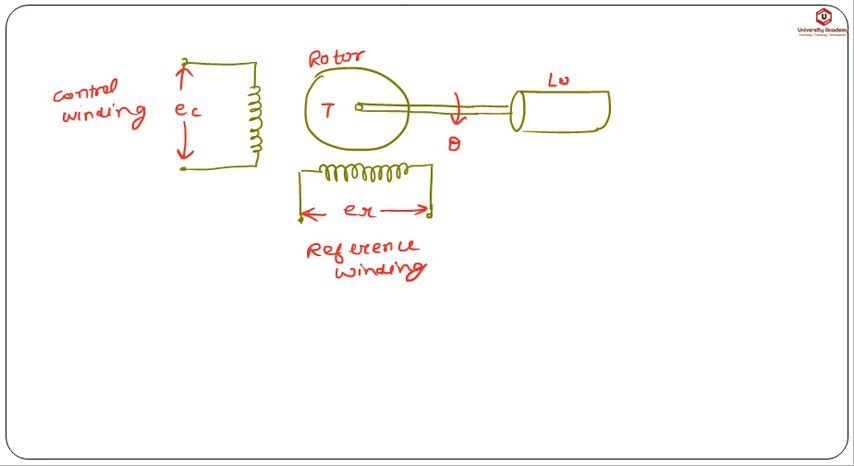 University Academy
Rotor
Control
winding
ec
T
Lo
θ
er
Reference
winding